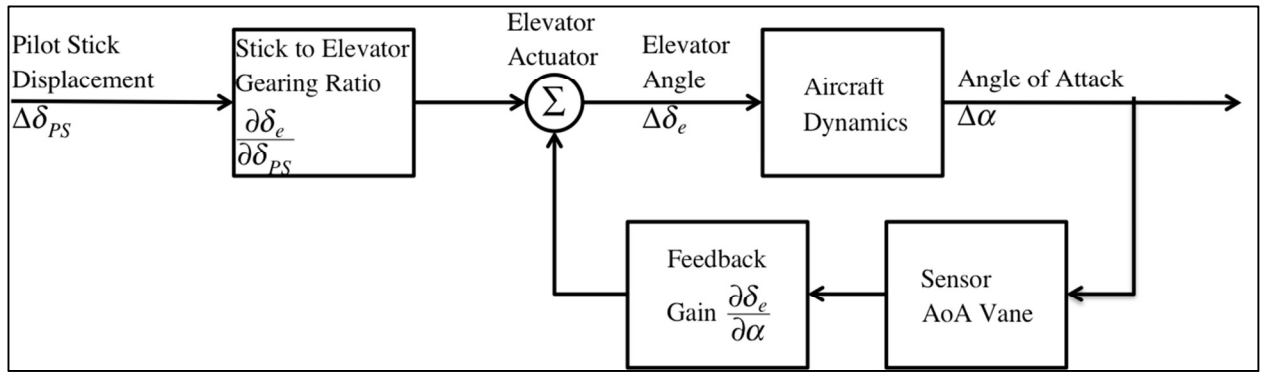 Pilot Stick
Displacement
Δδ_PS
Stick to Elevator
Gearing Ratio
∂δ_e
∂δ_PS
Elevator
Actuator
Σ
Elevator
Angle
Δδ_e
Aircraft
Dynamics
Angle of Attack
Δα
Feedback
Gain ∂δ_e/∂α
Sensor
AoA Vane